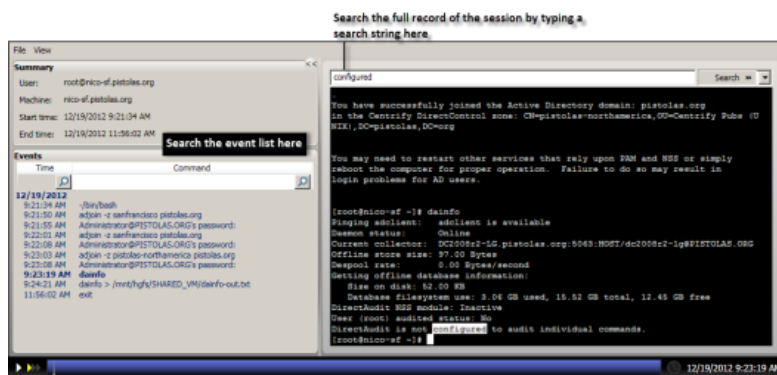 Search the full record of the session by typing a
search string here
File View
Summary
<<
User: root@nico-sf.pistolas.org
Machine: nico-sf.pistolas.org
Start time: 12/19/2012 9:21:34 AM
End time: 12/19/2012 11:56:02 AM
Search the event list here
Events
Time Command
12/19/2012
9:21:34 AM -/bin/bash
9:21:50 AM adjoin -z sanfrancisco pistolas.org
9:21:55 AM Administrator@PISTOLAS.ORG's password:
9:22:01 AM adjoin -z sanfrancisco pistolas.org
9:22:08 AM Administrator@PISTOLAS.ORG's password:
9:23:03 AM adjoin -z pistolas-northamerica pistolas.org
9:23:08 AM Administrator@PISTOLAS.ORG's password:
9:23:19 AM dainfo
9:24:21 AM dainfo > /mnt/hgfs/SHARED_VM/dainfo-out.txt
11:56:02 AM exit
configured Search
You have successfully joined the Active Directory domain: pistolas.org
in the Centrify DirectControl zone: CN=pistolas-northamerica,OU=Centrify Pubs (U
NIX),DC=pistolas,DC=org
You may need to restart other services that rely upon PAM and NSS or simply
reboot the computer for proper operation. Failure to do so may result in
login problems for AD users.
[root@nico-sf ~]# dainfo
Pinging adclient: adclient is available
Daemon status: Online
Current collector: DC2008r2-LG.pistolas.org:5063:HOST/dc2008r2-lg@PISTOLAS.ORG
Offline store size: 97.00 Bytes
Despool rate: 0.00 Bytes/second
Getting offline database information:
Size on disk: 52.00 KB
Database filesystem use: 3.06 GB used, 15.52 GB total, 12.45 GB free
DirectAudit NSS module: Inactive
User (root) audited status: No
DirectAudit is not configured to audit individual commands.
[root@nico-sf ~]#
12/19/2012 9:23:19 AM